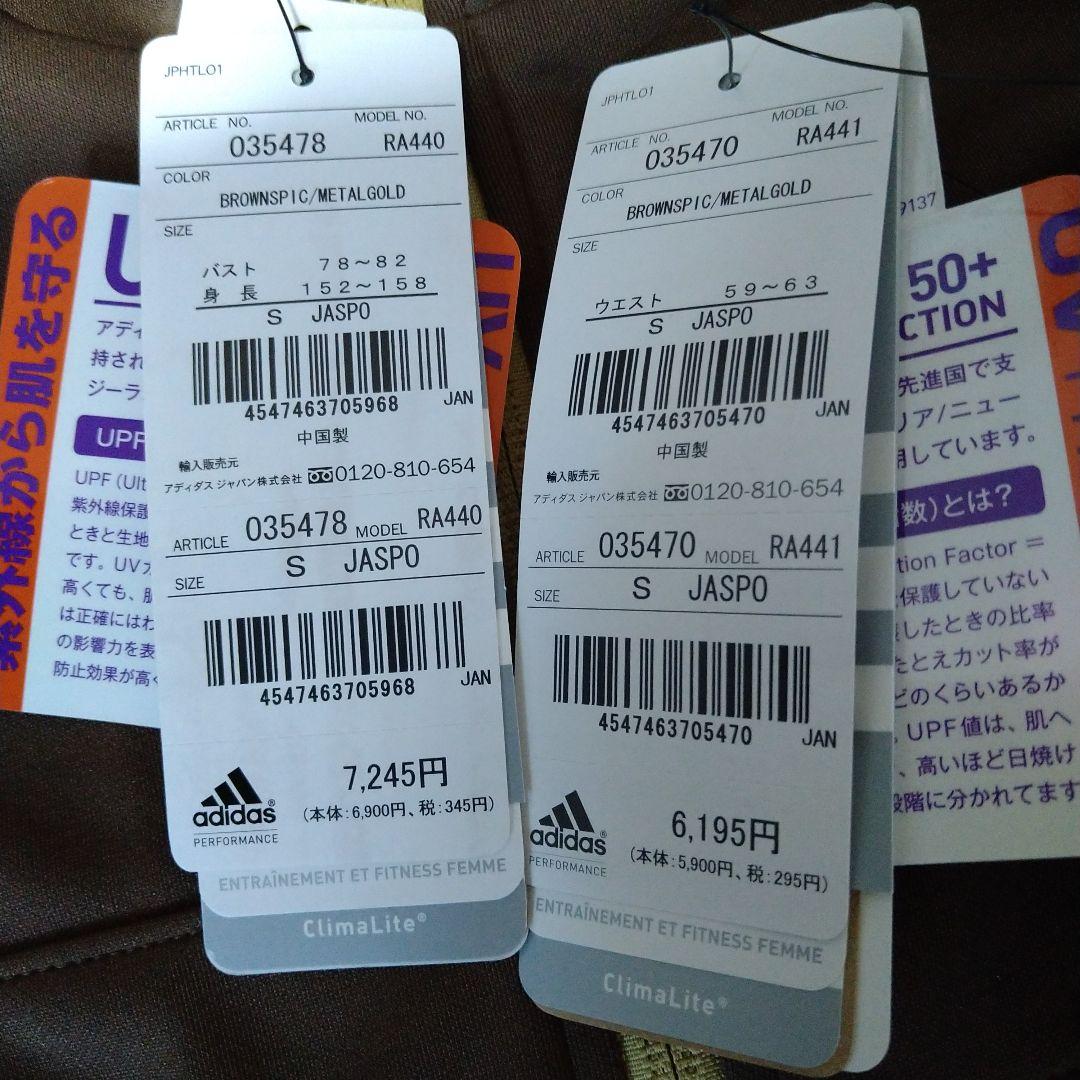 JPHTL01
ARTICLE NO. MODEL NO.
035478 RA440
COLOR
BROWNSPIC/METALGOLD
SIZE
バスト 78~82
身 長 152~158
S JASPO
4547463705968 JAN
中国製
輸入販売元
アディダス ジャパン株式会社 0120-810-654
ARTICLE 035478 MODEL RA440
SIZE S JASPO
4547463705968 JAN
7,245円
(本体:6,900円、税:345円)
adidas®
PERFORMANCE
ENTRAÎNEMENT ET FITNESS FEMME
ClimaLite®
JPHTL01
ARTICLE NO. MODEL NO.
035470 RA441
COLOR
BROWNSPIC/METALGOLD
SIZE
ウエスト 59~63
S JASPO
4547463705470 JAN
中国製
輸入販売元
アディダス ジャパン株式会社 0120-810-654
ARTICLE 035470 MODEL RA441
SIZE S JASPO
4547463705470 JAN
6,195円
(本体:5,900円、税:295円)
adidas®
PERFORMANCE
ENTRAÎNEMENT ET FITNESS FEMME
ClimaLite®
紫外線から肌を守る
U
アディ
持され
ジーラ
UPF
UPF (Ult
紫外線保護
ときと生地
です。UVカ
高くても、肌
は正確にはわ
の影響力を表
防止効果が高く
9137
50+
CTION
先進国で支
リア/ニュー
用しています。
数)とは?
tion Factor =
保護していない
したときの比率
たとえカット率が
どのくらいあるか
UPF値は、肌へ
、高いほど日焼け
段階に分かれてます